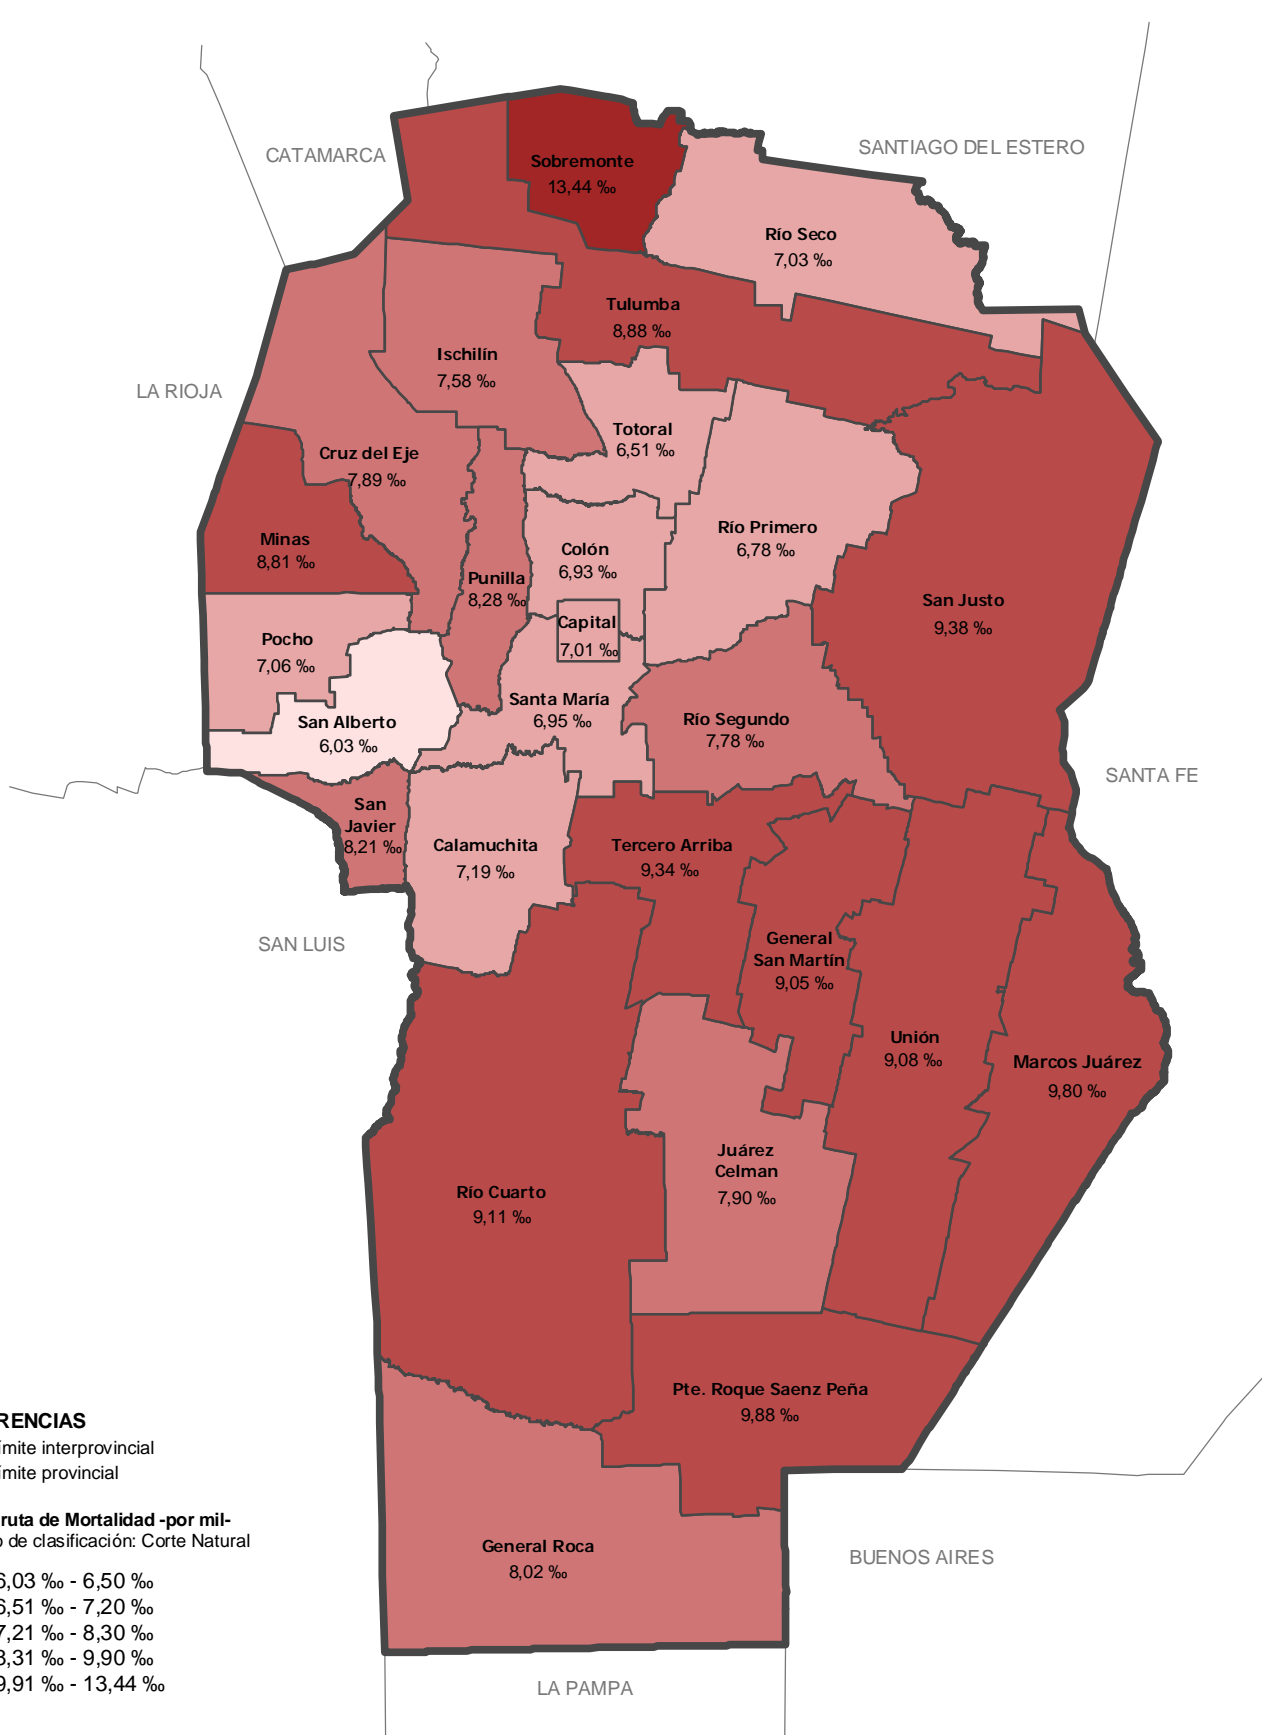 CATAMARCA
SANTIAGO DEL ESTERO
Sobremonte
13,44 ‰
Río Seco
7,03 ‰
Tulumba
8,88 ‰
Ischilín
7,58 ‰
LA RIOJA
Totoral
6,51 ‰
Cruz del Eje
7,89 ‰
Río Primero
6,78 ‰
Minas
8,81 ‰
Colón
6,93 ‰
Punilla
8,28 ‰
San Justo
9,38 ‰
Capital
7,01 ‰
Pocho
7,06 ‰
Santa María
6,95 ‰
San Alberto
6,03 ‰
Río Segundo
7,78 ‰
SANTA FE
San
Javier
8,21 ‰
Calamuchita
7,19 ‰
Tercero Arriba
9,34 ‰
SAN LUIS
General
San Martín
9,05 ‰
Unión
9,08 ‰
Marcos Juárez
9,80 ‰
Juárez
Celman
7,90 ‰
Río Cuarto
9,11 ‰
Pte. Roque Saenz Peña
9,88 ‰
General Roca
8,02 ‰
BUENOS AIRES
LA PAMPA
RENCIAS
ímite interprovincial
ímite provincial
ruta de Mortalidad -por mil-
o de clasificación: Corte Natural
6,03 ‰ - 6,50 ‰
6,51 ‰ - 7,20 ‰
7,21 ‰ - 8,30 ‰
8,31 ‰ - 9,90 ‰
9,91 ‰ - 13,44 ‰